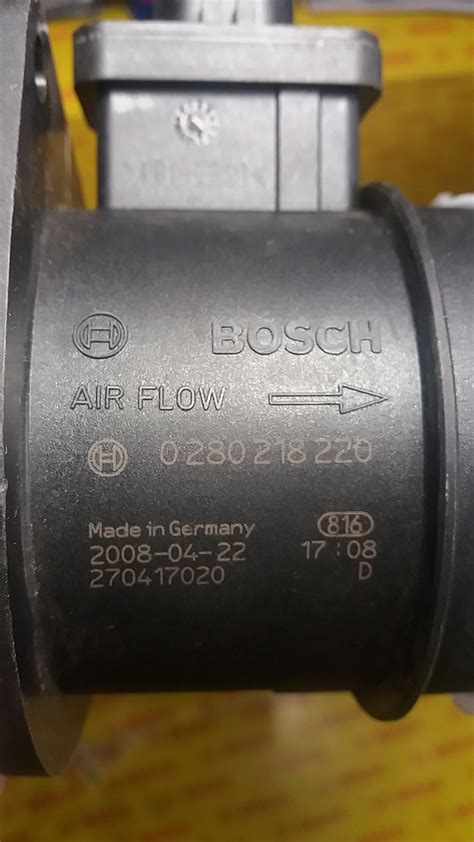 BOSCH
AIR FLOW
0 280 218 220
Made in Germany 816
2008-04-22 17:08
270417020 D